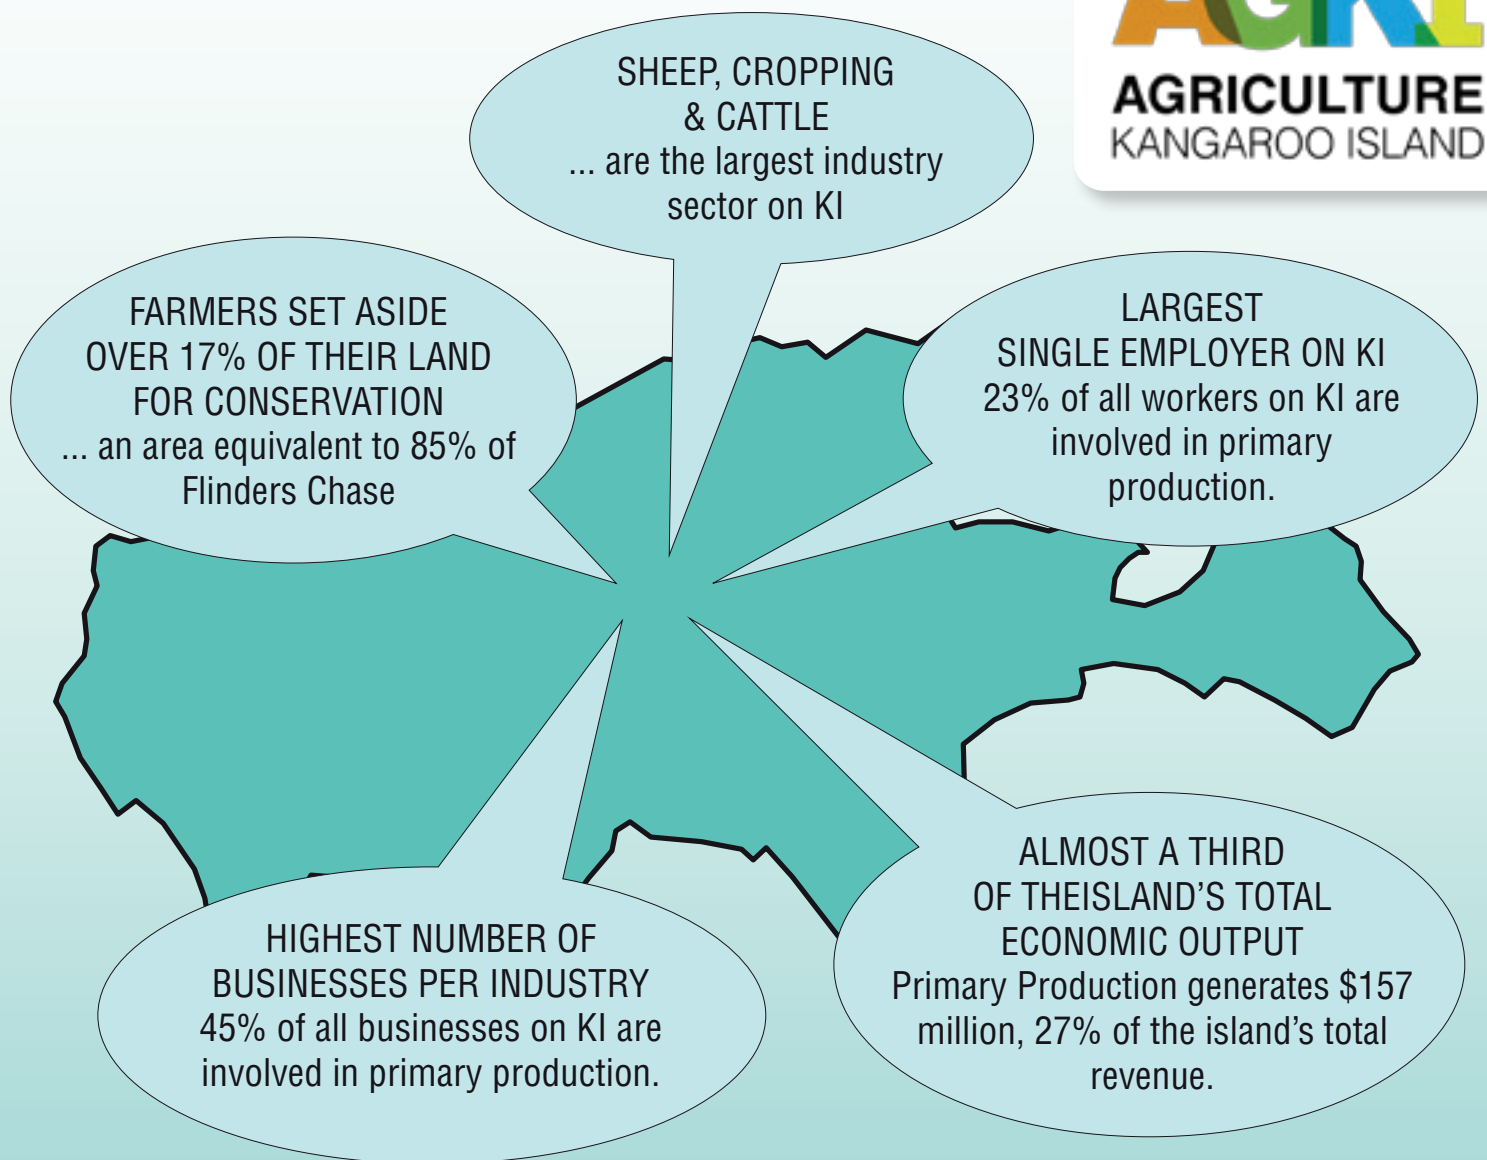 AGKI
AGRICULTURE
KANGAROO ISLAND
SHEEP, CROPPING
& CATTLE
... are the largest industry
sector on KI
FARMERS SET ASIDE
OVER 17% OF THEIR LAND
FOR CONSERVATION
... an area equivalent to 85% of
Flinders Chase
LARGEST
SINGLE EMPLOYER ON KI
23% of all workers on KI are
involved in primary
production.
HIGHEST NUMBER OF
BUSINESSES PER INDUSTRY
45% of all businesses on KI are
involved in primary production.
ALMOST A THIRD
OF THEISLAND'S TOTAL
ECONOMIC OUTPUT
Primary Production generates $157
million, 27% of the island's total
revenue.